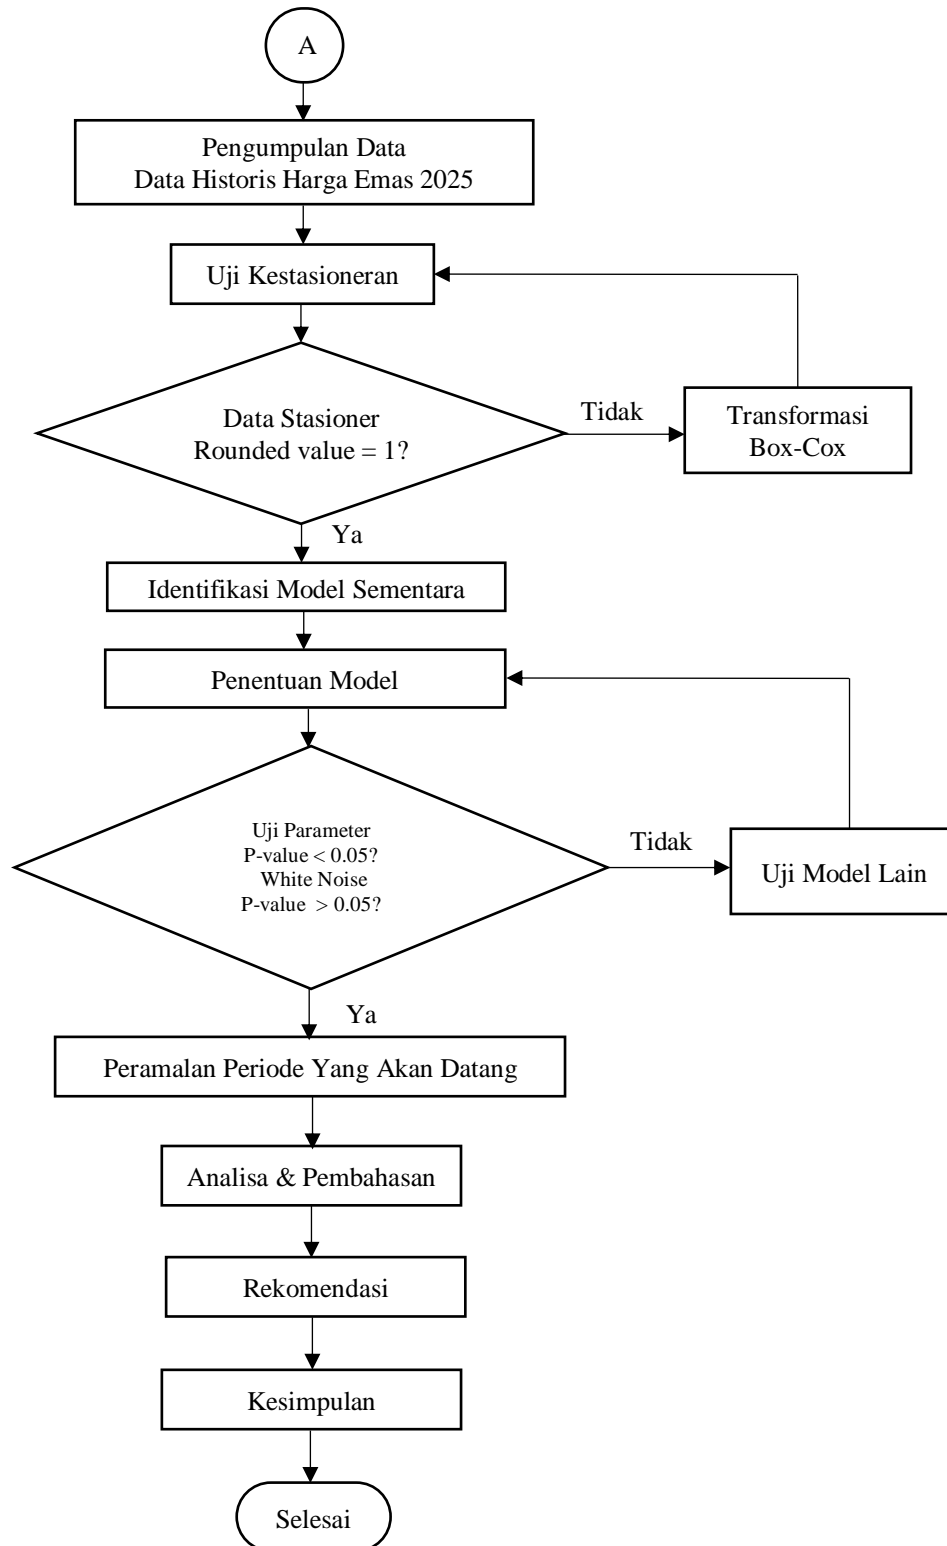 A
Pengumpulan Data
Data Historis Harga Emas 2025
Uji Kestasioneran
Data Stasioner
Rounded value = 1?
Tidak
Transformasi
Box-Cox
Ya
Identifikasi Model Sementara
Penentuan Model
Uji Parameter
P-value < 0.05?
White Noise
P-value > 0.05?
Tidak
Uji Model Lain
Ya
Peramalan Periode Yang Akan Datang
Analisa & Pembahasan
Rekomendasi
Kesimpulan
Selesai